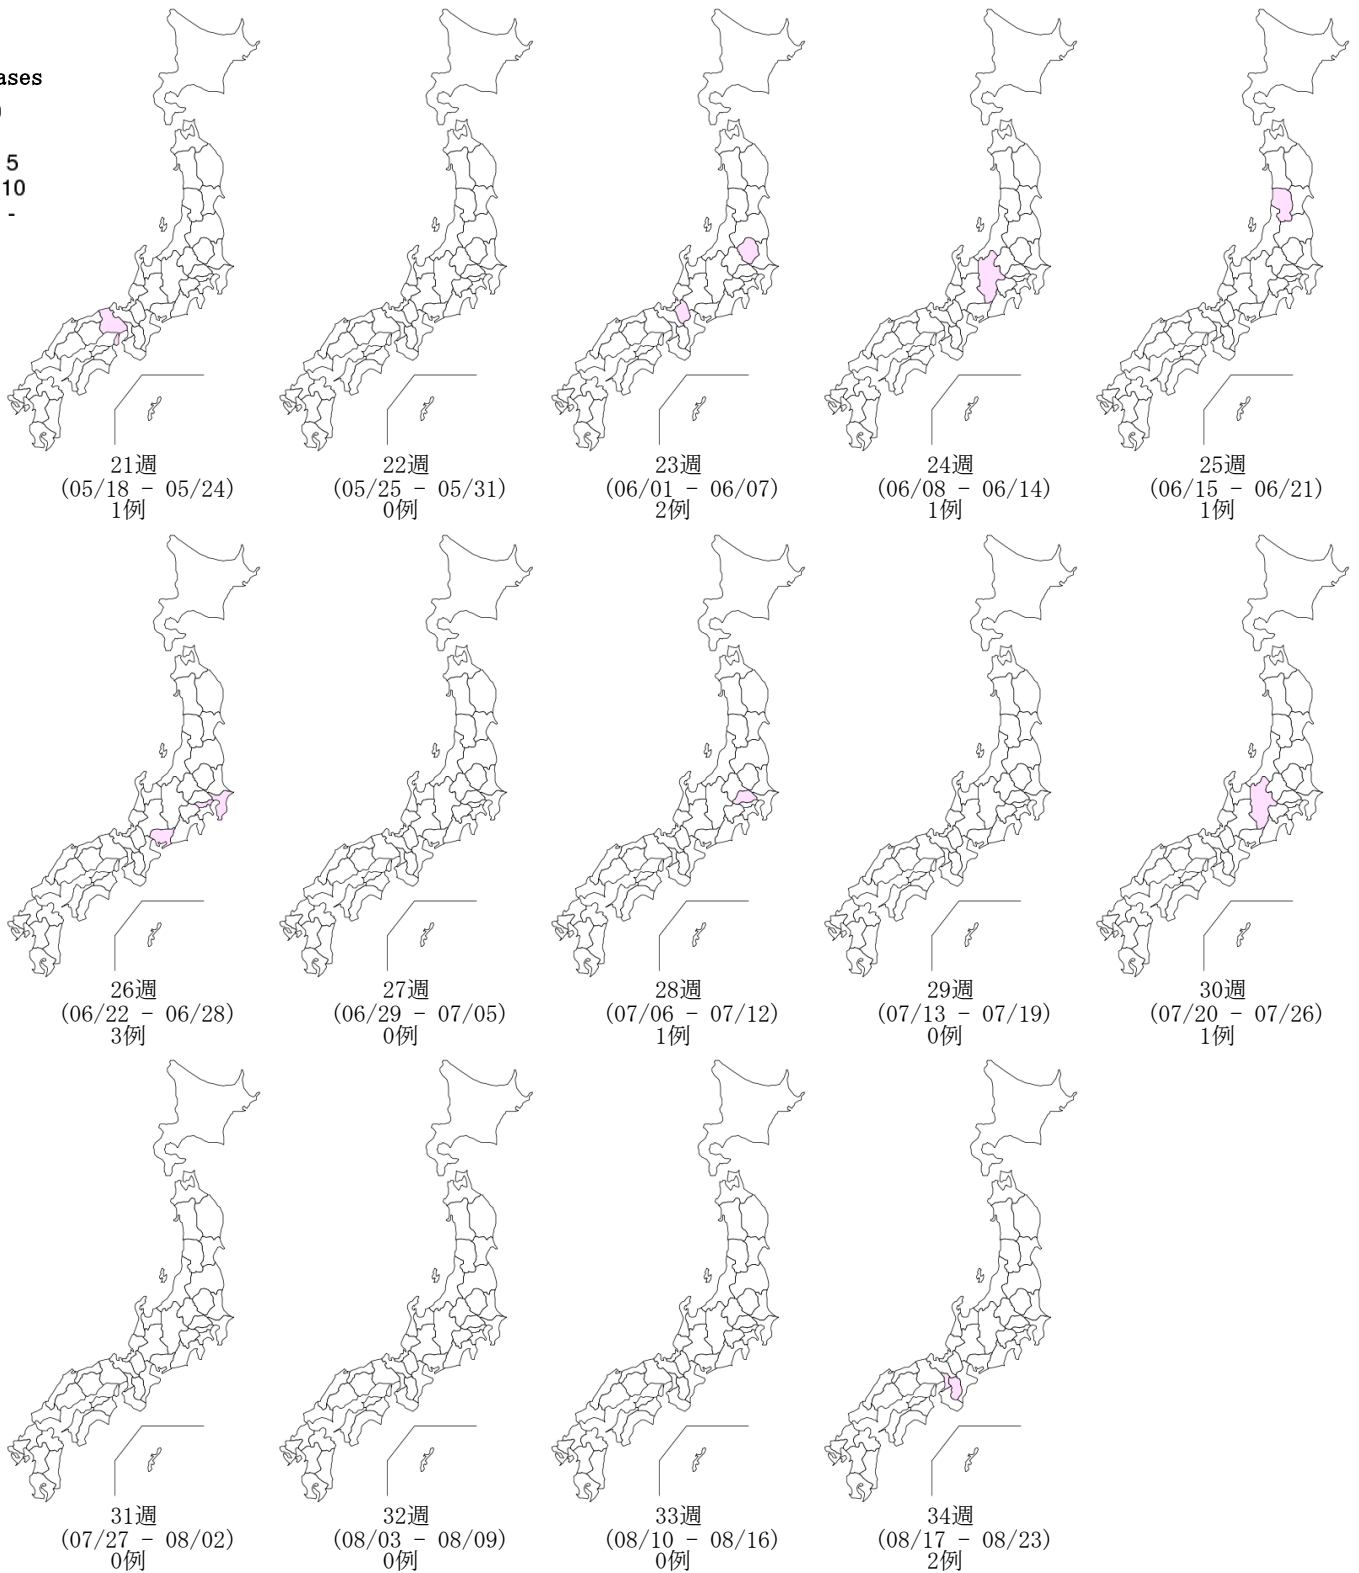 ases
5
10
-
21週
(05/18 - 05/24)
1例
22週
(05/25 - 05/31)
0例
23週
(06/01 - 06/07)
2例
24週
(06/08 - 06/14)
1例
25週
(06/15 - 06/21)
1例
26週
(06/22 - 06/28)
3例
27週
(06/29 - 07/05)
0例
28週
(07/06 - 07/12)
1例
29週
(07/13 - 07/19)
0例
30週
(07/20 - 07/26)
1例
31週
(07/27 - 08/02)
0例
32週
(08/03 - 08/09)
0例
33週
(08/10 - 08/16)
0例
34週
(08/17 - 08/23)
2例